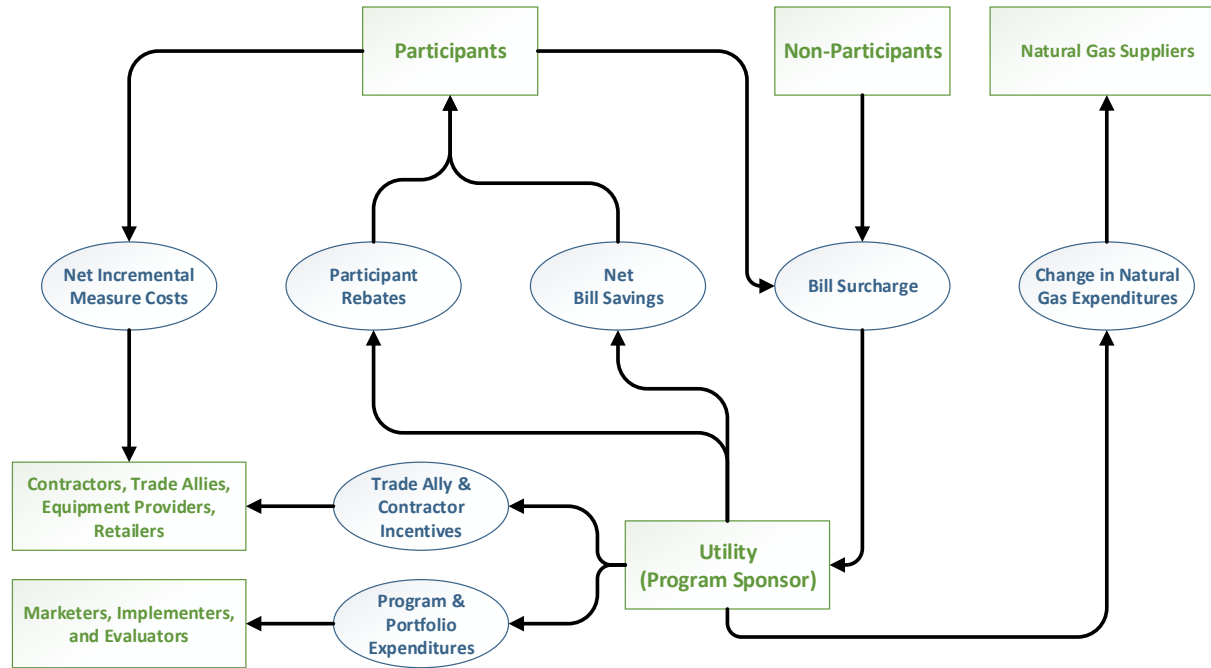 Participants
Non-Participants
Natural Gas Suppliers
Net Incremental
Measure Costs
Participant
Rebates
Net
Bill Savings
Bill Surcharge
Change in Natural
Gas Expenditures
Contractors, Trade Allies,
Equipment Providers,
Retailers
Trade Ally &
Contractor
Incentives
Utility
(Program Sponsor)
Marketers, Implementers,
and Evaluators
Program &
Portfolio
Expenditures